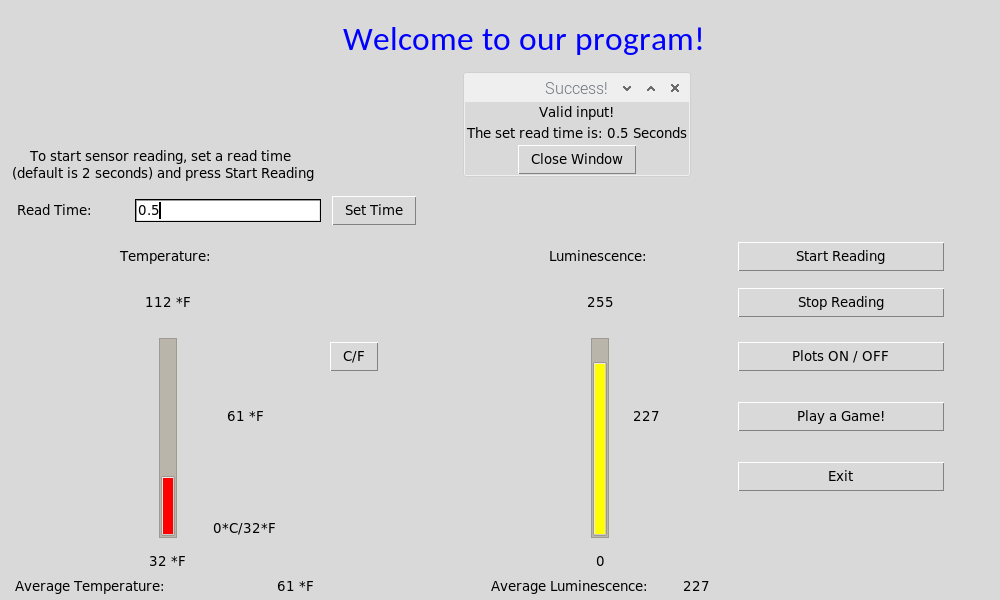 Welcome to our program!
Success!
Valid input!
The set read time is: 0.5 Seconds
Close Window
To start sensor reading, set a read time
(default is 2 seconds) and press Start Reading
Read Time:
0.5
Set Time
Temperature:
Luminescence:
Start Reading
112 *F
255
Stop Reading
C/F
Plots ON / OFF
61 *F
227
Play a Game!
Exit
0*C/32*F
32 *F
0
Average Temperature:
61 *F
Average Luminescence:
227